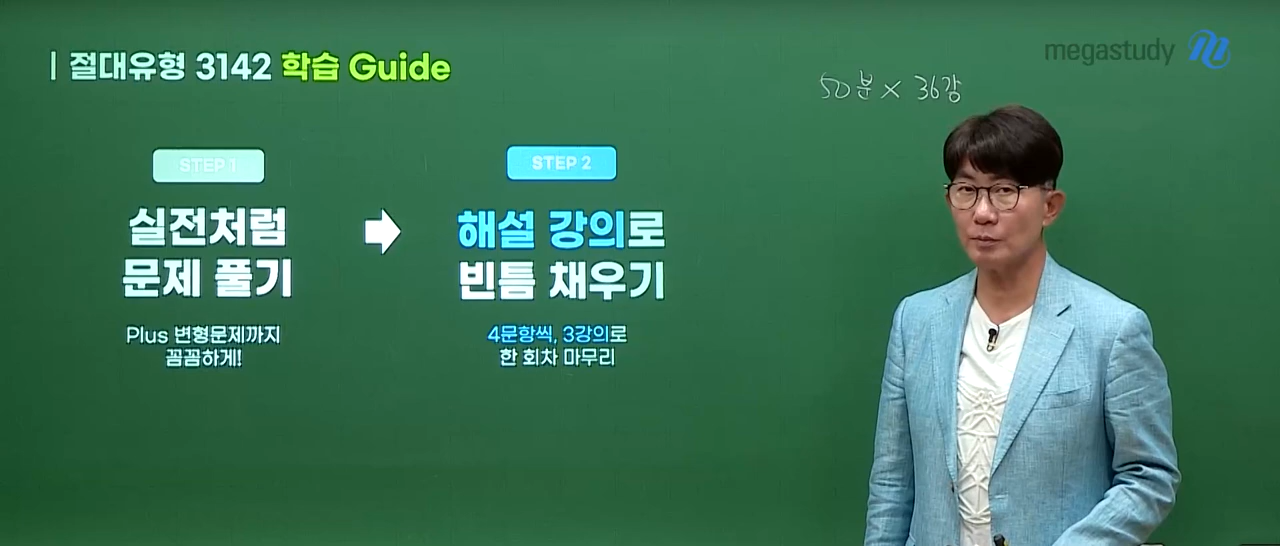 절대유형 3142 학습 Guide
megastudy
50분 × 36강
STEP 1
실전처럼
문제 풀기
Plus 변형문제까지
꼼꼼하게!
STEP 2
해설 강의로
빈틈 채우기
4문항씩, 3강의로
한 회차 마무리